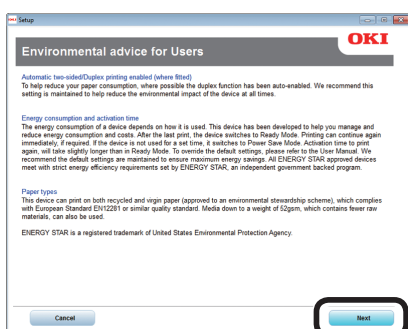 OKI Setup
OKI
Environmental advice for Users
Automatic two-sided/Duplex printing enabled (where fitted)
To help reduce your paper consumption, where possible the duplex function has been auto-enabled. We recommend this
setting is maintained to help reduce the environmental impact of the device at all times.
Energy consumption and activation time
The energy consumption of a device depends on how it is used. This device has been developed to help you manage and
reduce energy consumption and costs. After the last print, the device switches to Ready Mode. Printing can continue again
immediately, if required. If the device is not used for a set time, it switches to Power Save Mode. Activation time to print
again, will take slightly longer than in Ready Mode. To override the default settings, please refer to the User Manual. We
recommend the default settings are maintained to ensure maximum energy savings. All ENERGY STAR approved devices
meet with strict energy efficiency requirements set by ENERGY STAR, an independent government backed program.
Paper types
This device can print on both recycled and virgin paper (approved to an environmental stewardship scheme), which complies
with European Standard EN12281 or similar quality standard. Media down to a weight of 52gsm, which contains fewer raw
materials, can also be used.
ENERGY STAR is a registered trademark of United States Environmental Protection Agency.
Cancel
Next